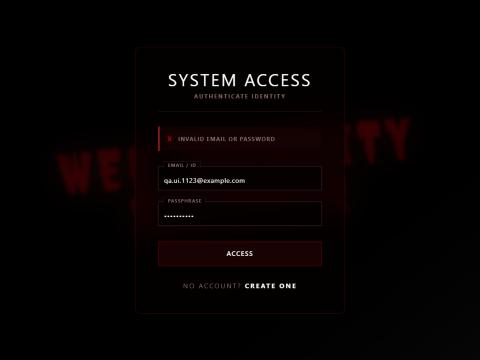 SYSTEM ACCESS
AUTHENTICATE IDENTITY
INVALID EMAIL OR PASSWORD
EMAIL / ID
qa.ui.1123@example.com
PASSPHRASE
••••••••••
ACCESS
NO ACCOUNT? CREATE ONE